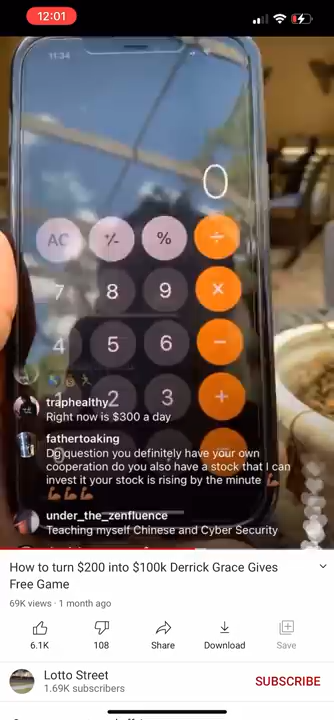 12:01
11:34
0
AC +/- % ÷
7 8 9 ×
4 5 6 −
1 2 3 +
traphealthy
Right now is $300 a day
fathertoaking
Dg question you definitely have your own
cooperation do you also have a stock that I can
invest it your stock is rising by the minute
under_the_zenfluence
Teaching myself Chinese and Cyber Security
How to turn $200 into $100k Derrick Grace Gives
Free Game
69K views · 1 month ago
6.1K 108 Share Download Save
Lotto Street
1.69K subscribers
SUBSCRIBE